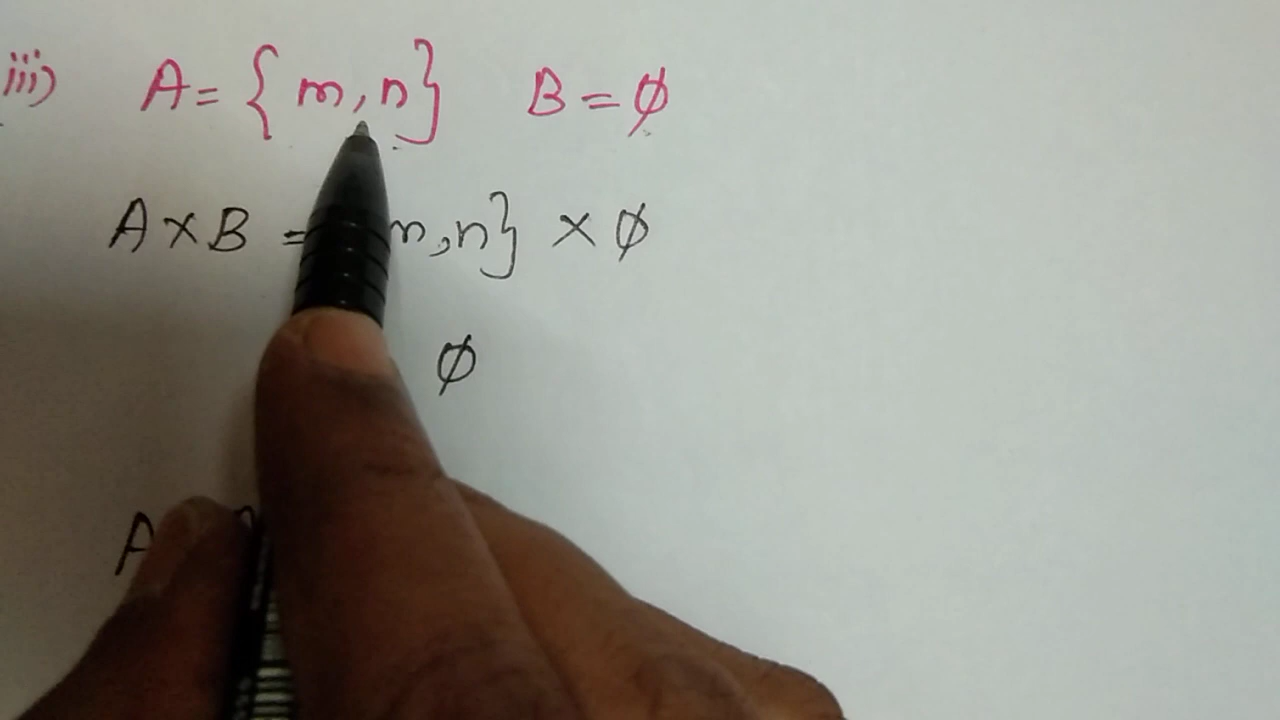 iii) A = { m, n} B = ϕ
A × B = m, n} × ϕ
ϕ
A